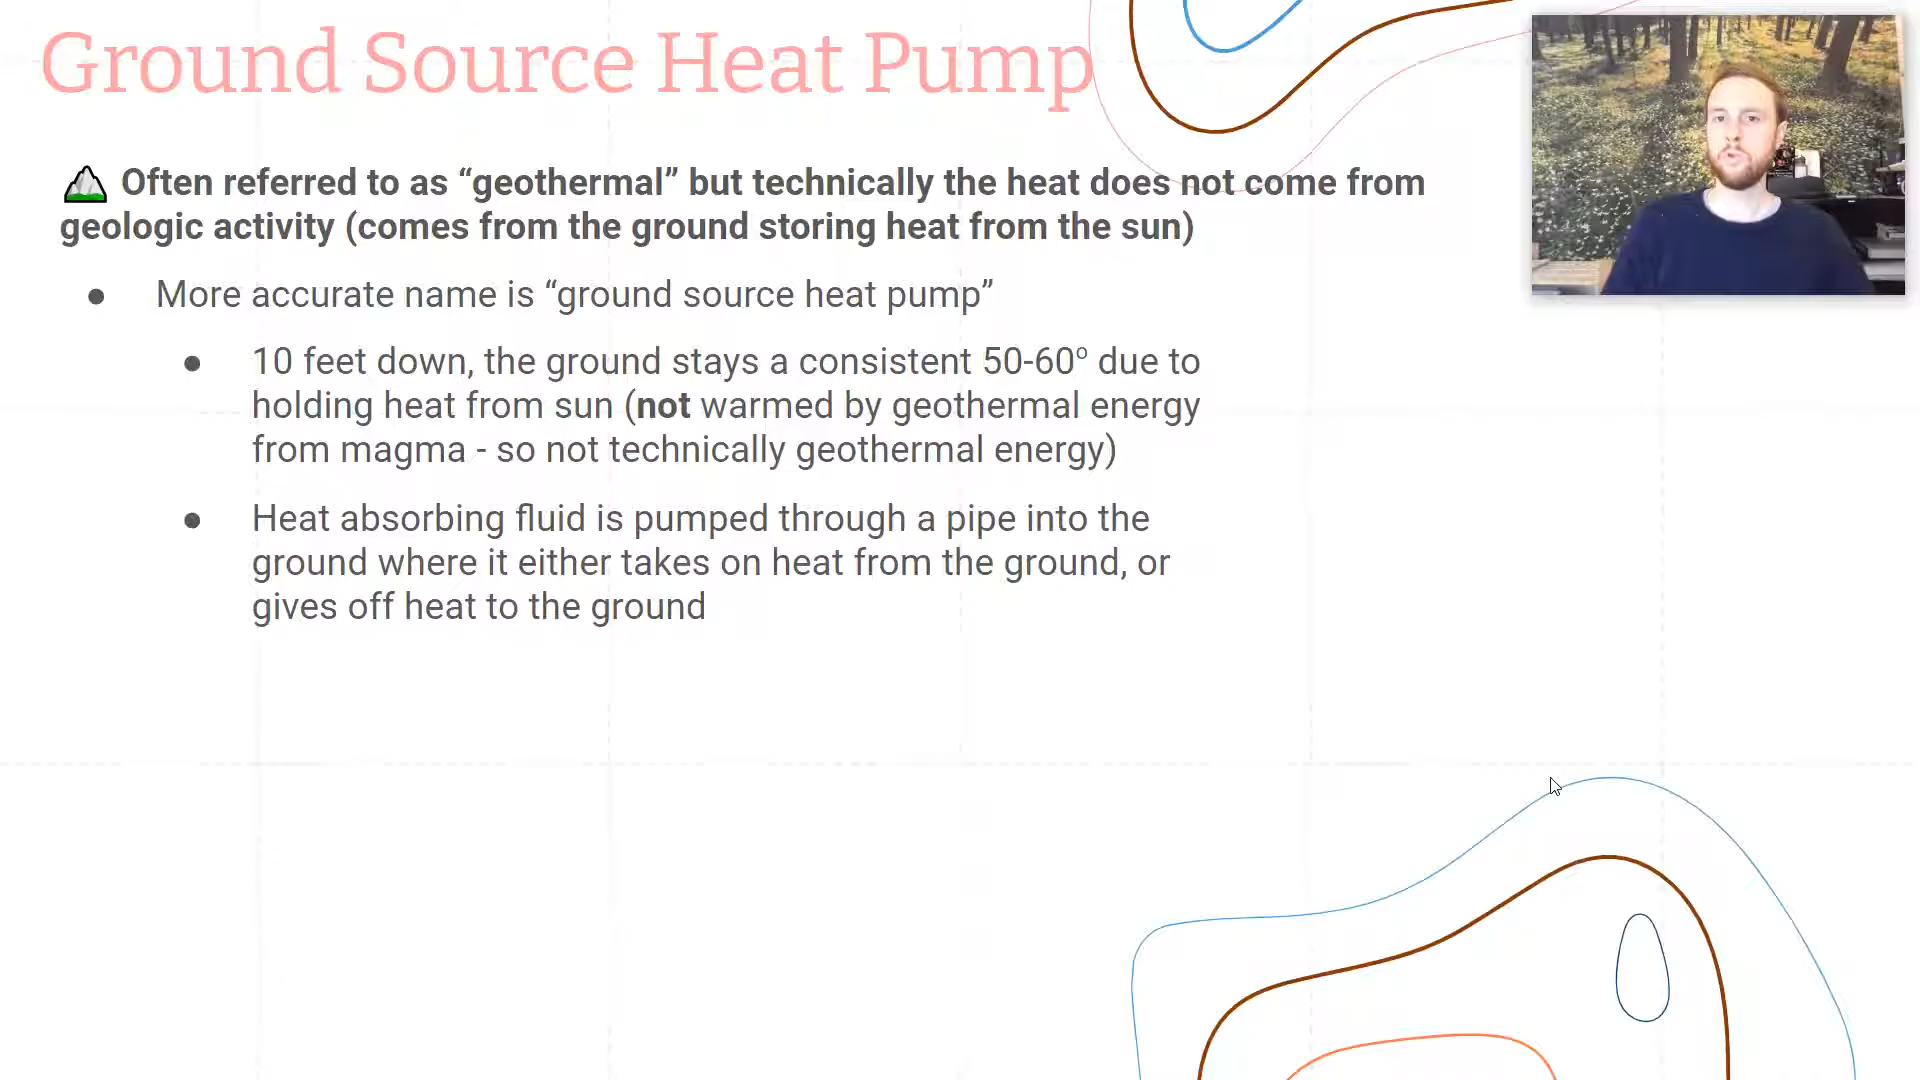 Ground Source Heat Pump
Often referred to as “geothermal” but technically the heat does not come from
geologic activity (comes from the ground storing heat from the sun)
● More accurate name is “ground source heat pump”
● 10 feet down, the ground stays a consistent 50-60º due to
holding heat from sun (not warmed by geothermal energy
from magma - so not technically geothermal energy)
● Heat absorbing fluid is pumped through a pipe into the
ground where it either takes on heat from the ground, or
gives off heat to the ground